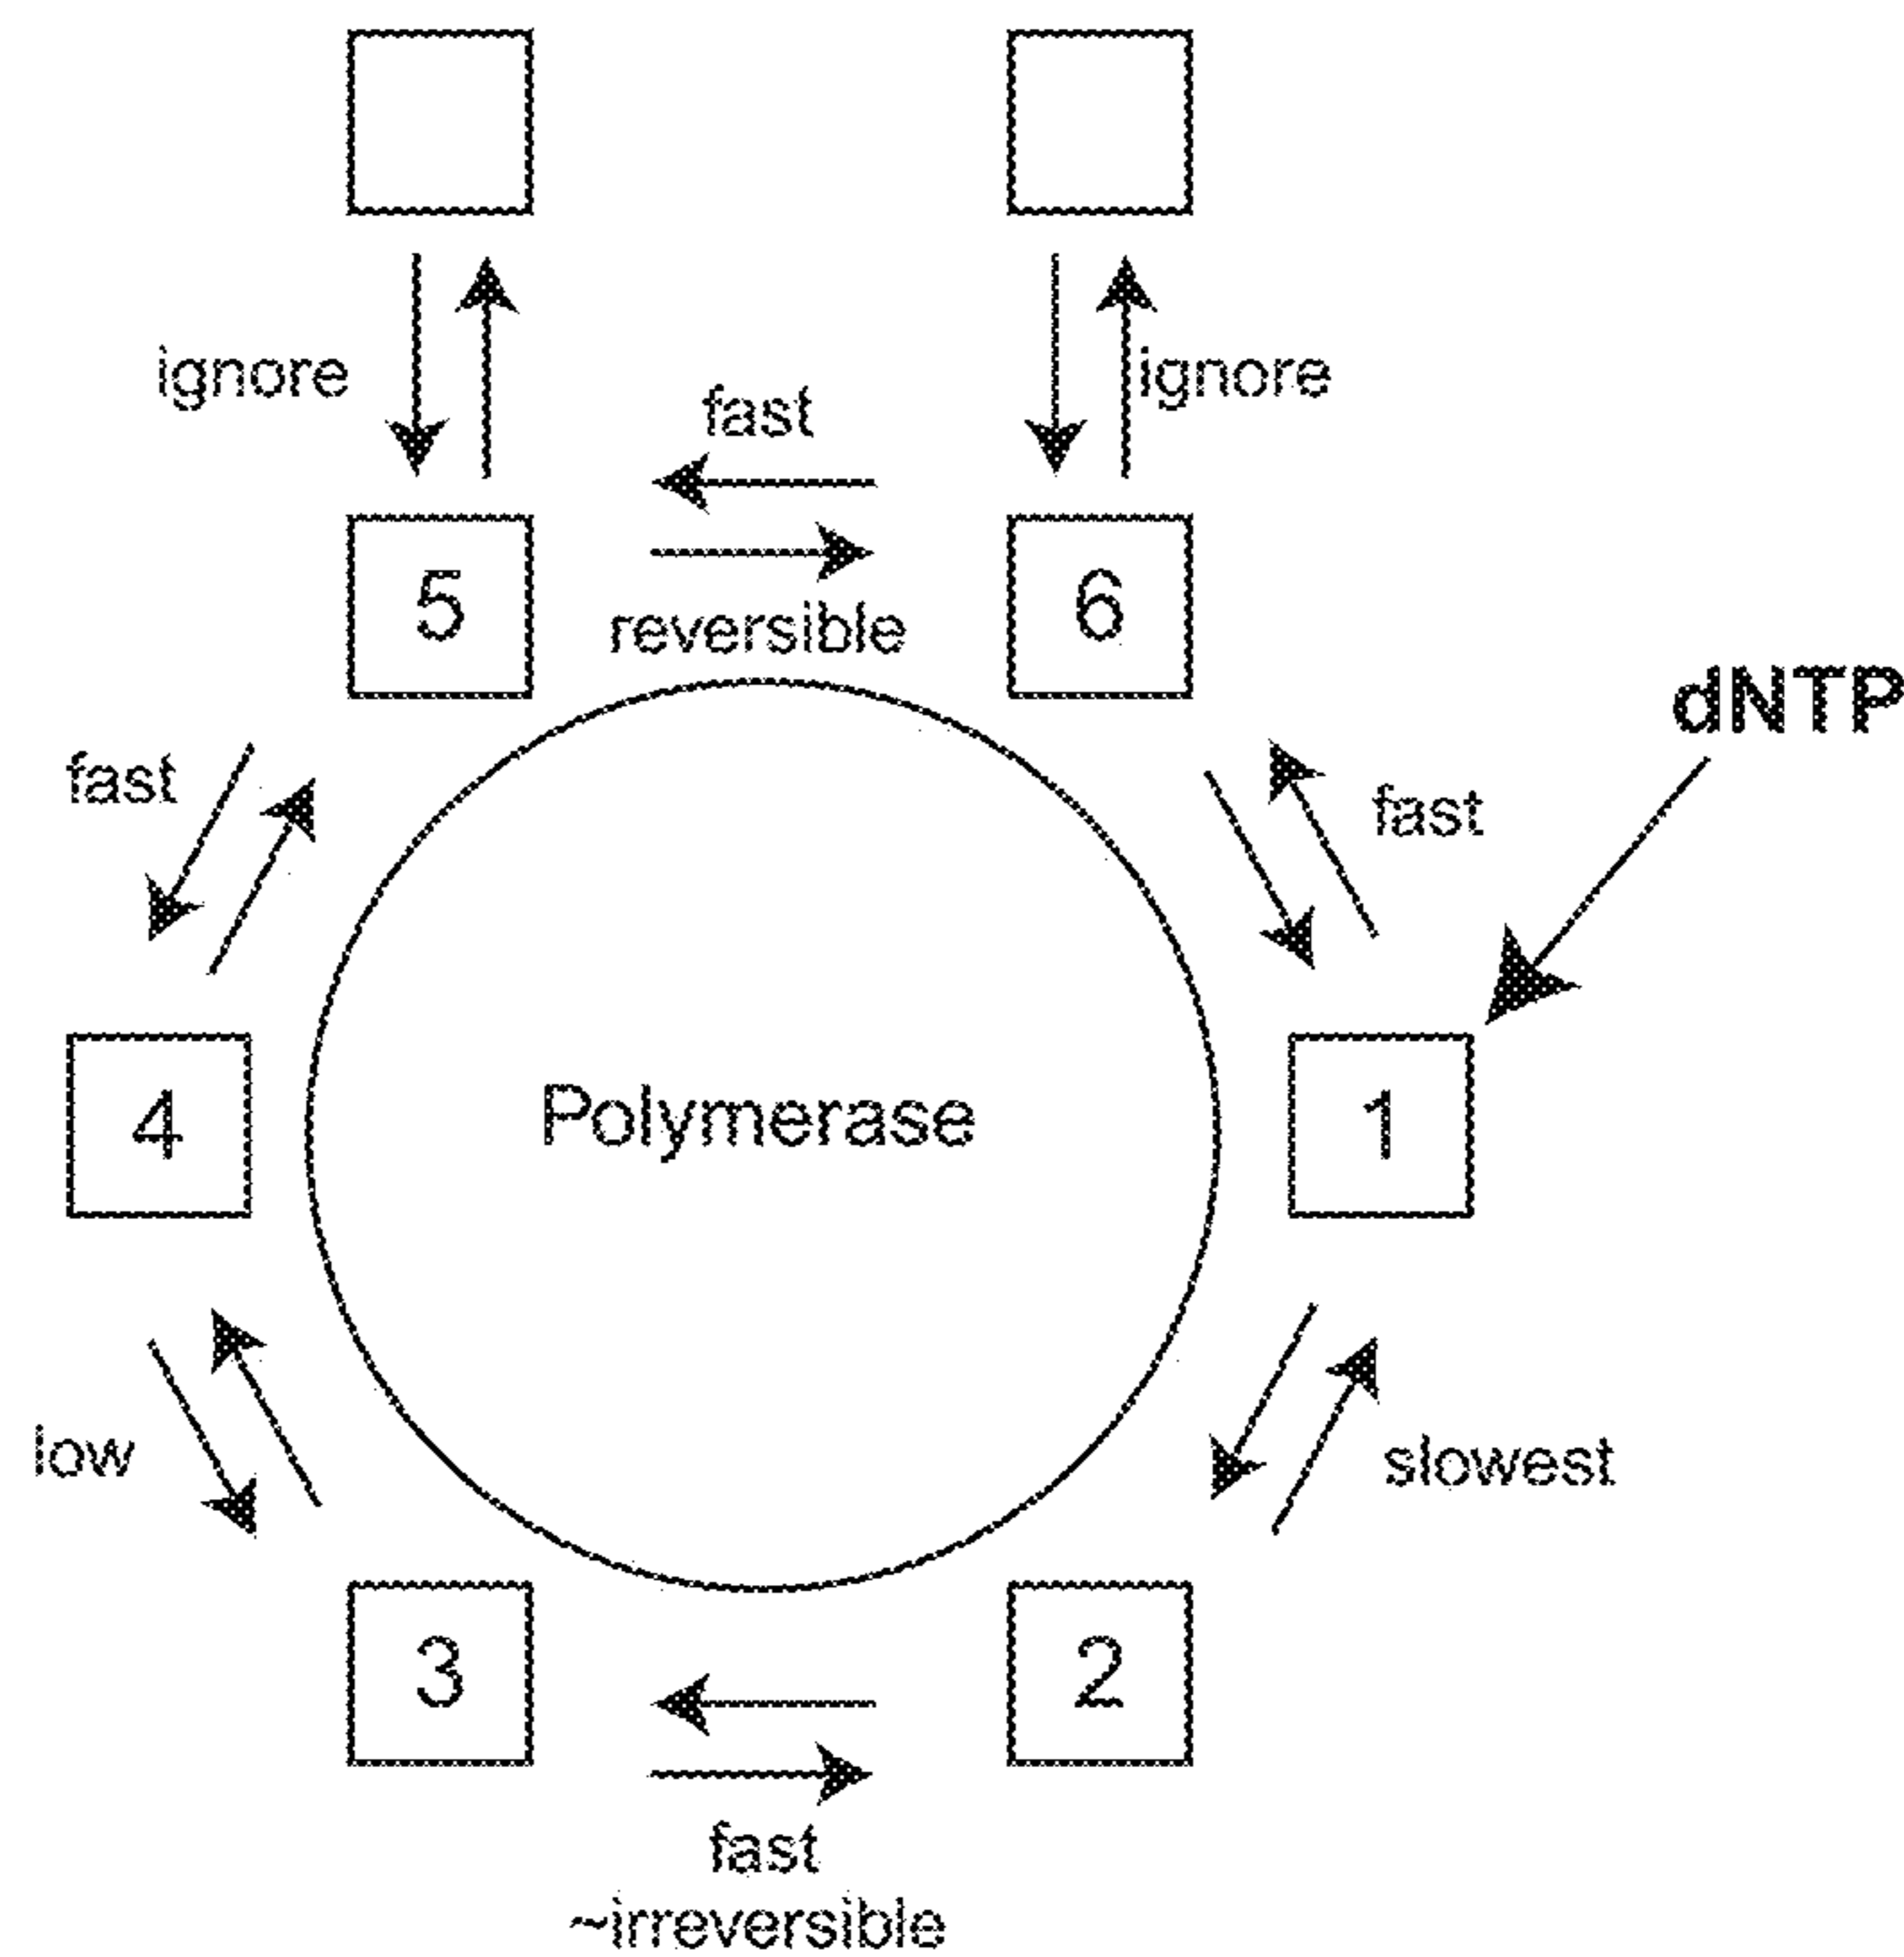 ignore
ignore
fast
5
reversible
6
dNTP
fast
fast
4
Polymerase
1
low
slowest
3
2
fast
~irreversible